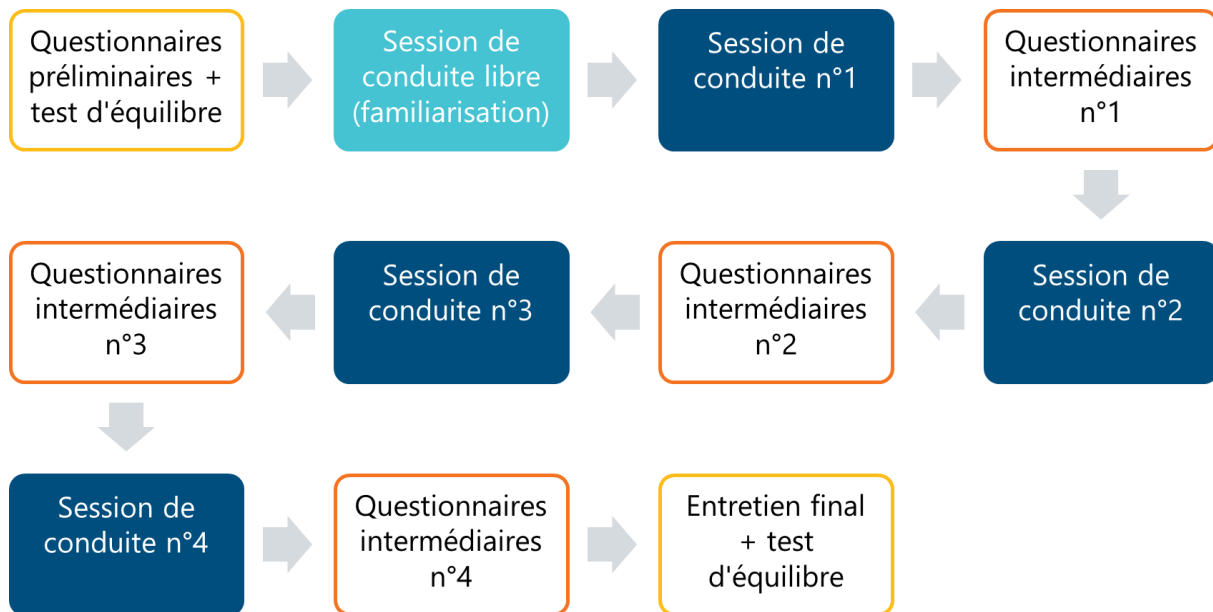 Questionnaires
préliminaires +
test d'équilibre
Session de
conduite libre
(familiarisation)
Session de
conduite n°1
Questionnaires
intermédiaires
n°1
Session de
conduite n°2
Questionnaires
intermédiaires
n°2
Session de
conduite n°3
Questionnaires
intermédiaires
n°3
Session de
conduite n°4
Questionnaires
intermédiaires
n°4
Entretien final
+ test
d'équilibre